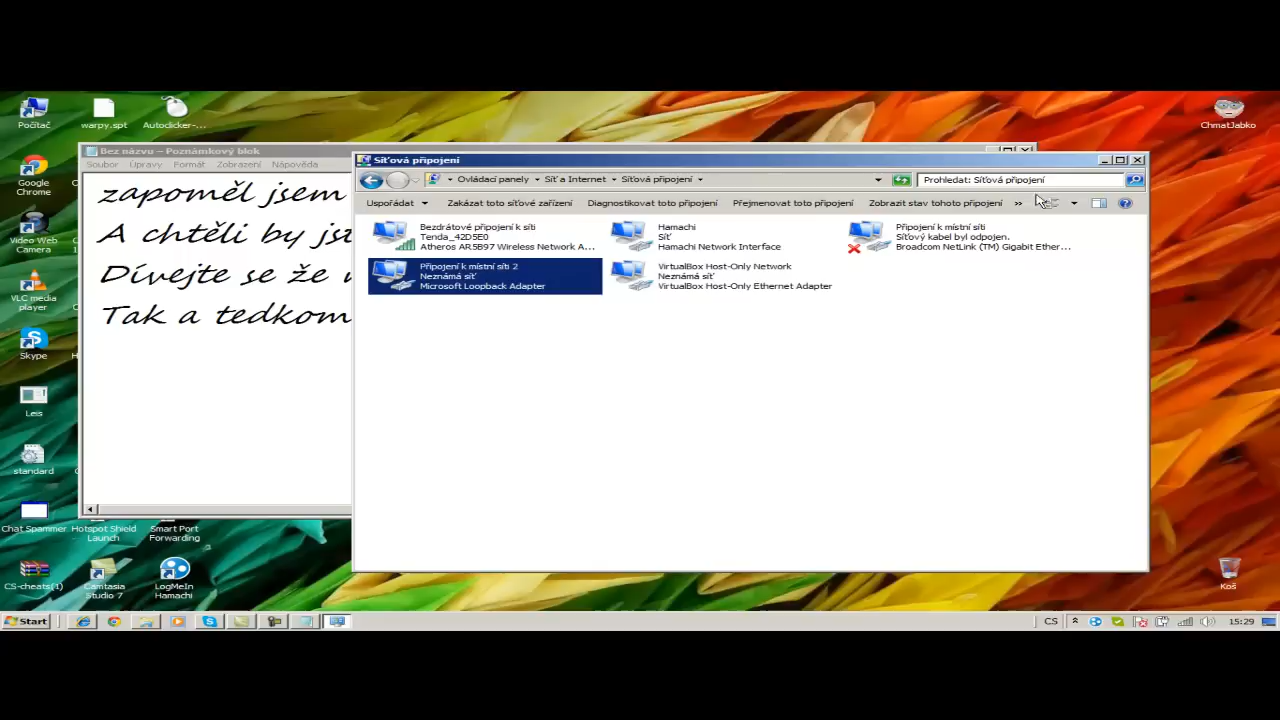 Počítač
warpy.spt
Autoclicker-...
ChmatJabko
Google
Chrome
Video Web
Camera
VLC media
player
Skype
Leis
standard
Chat Spammer
Hotspot Shield
Launch
Smart Port
Forwarding
CS-cheats(1)
Camtasia
Studio 7
LogMeIn
Hamachi
Koš
Bez názvu – Poznámkový blok
Soubor Úpravy Formát Zobrazení Nápověda
zapoměl jsem
A chtěli by jst
Dívejte se že
Tak a tedkom
Síťová připojení
Ovládací panely Síť a Internet Síťová připojení
Prohledat: Síťová připojení
Uspořádat Zakázat toto síťové zařízení Diagnostikovat toto připojení Přejmenovat toto připojení Zobrazit stav tohoto připojení »
Bezdrátové připojení k síti
Tenda_42D5E0
Atheros AR5B97 Wireless Network A...
Hamachi
Síť
Hamachi Network Interface
Připojení k místní síti
Síťový kabel byl odpojen.
Broadcom NetLink (TM) Gigabit Ether...
Připojení k místní síti 2
Neznámá síť
Microsoft Loopback Adapter
VirtualBox Host-Only Network
Neznámá síť
VirtualBox Host-Only Ethernet Adapter
Start
CS
15:29